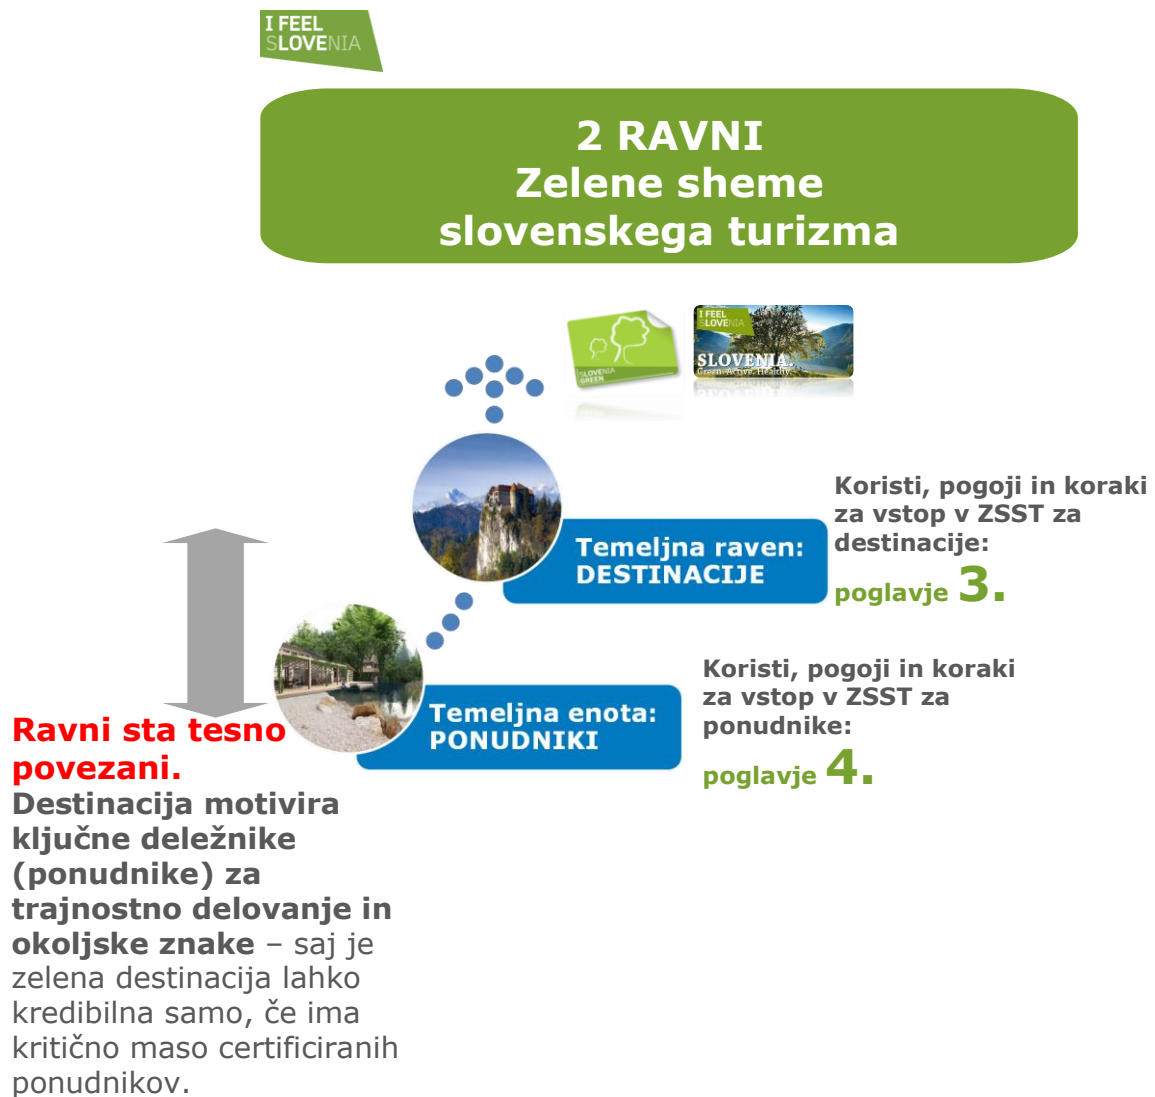 I FEEL
SLOVENIA
2 RAVNI
Zelene sheme
slovenskega turizma
SLOVENIA
GREEN
I FEEL
SLOVENIA
SLOVENIA.
Green. Active. Healthy.
Koristi, pogoji in koraki
za vstop v ZSST za
destinacije:
poglavje 3.
Temeljna raven:
DESTINACIJE
Koristi, pogoji in koraki
za vstop v ZSST za
ponudnike:
poglavje 4.
Temeljna enota:
PONUDNIKI
Ravni sta tesno
povezani.
Destinacija motivira
ključne deležnike
(ponudnike) za
trajnostno delovanje in
okoljske znake – saj je
zelena destinacija lahko
kredibilna samo, če ima
kritično maso certificiranih
ponudnikov.